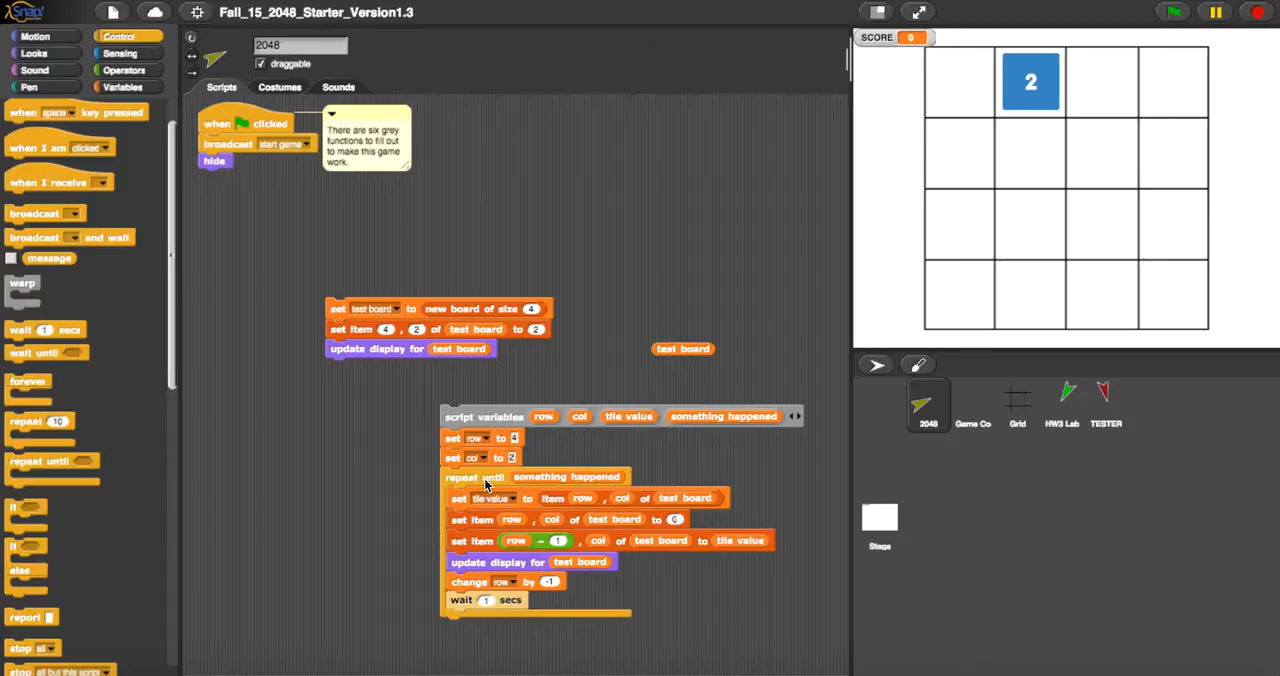 Snap!
Fall_15_2048_Starter_Version1.3
Motion Control
Looks Sensing
Sound Operators
Pen Variables
when space key pressed
when I am clicked
when I receive
broadcast
broadcast and wait
message
warp
wait 1 secs
wait until
forever
repeat 10
repeat until
if
if
else
report
stop all
stop all but this script
2048
draggable
Scripts Costumes Sounds
when clicked
broadcast start game
hide
There are six grey
functions to fill out
to make this game
work.
set test board to new board of size 4
set item 4 , 2 of test board to 2
update display for test board
test board
script variables row col tile value something happened
set row to 4
set col to 2
repeat until something happened
set tile value to item row , col of test board
set item row , col of test board to 0
set item row - 1 , col of test board to tile value
update display for test board
change row by -1
wait 1 secs
SCORE 0
2
2048 Game Co Grid HW3 Lab TESTER
Stage